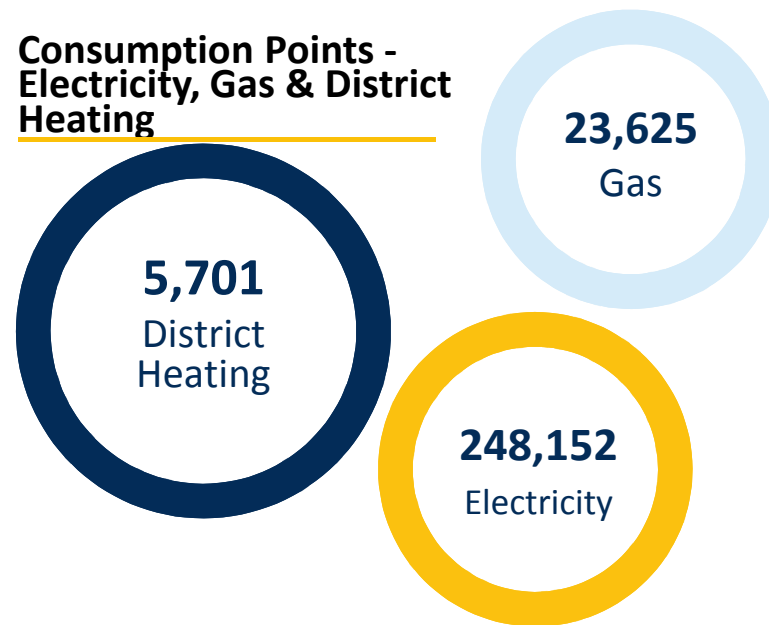 Consumption Points -
Electricity, Gas & District
Heating
23,625
Gas
5,701
District
Heating
248,152
Electricity